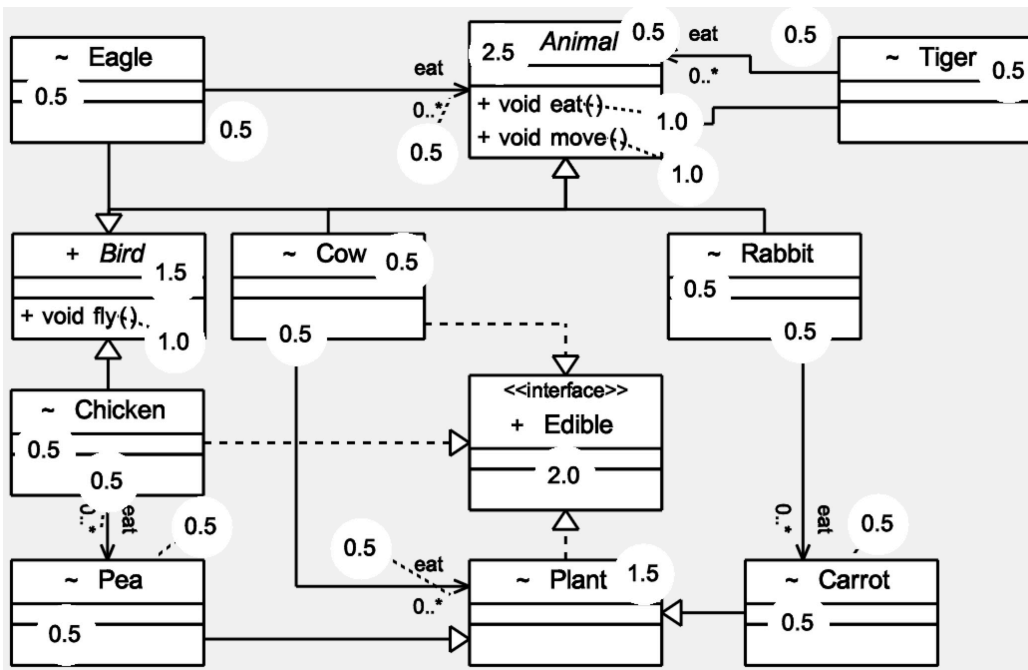 ~ Eagle
0.5
0.5
eat
0..*
0.5
Animal
2.5
0.5
+ void eat()
1.0
+ void move()
1.0
eat
0..*
0.5
~ Tiger
0.5
+ Bird
1.5
+ void fly()
1.0
~ Cow
0.5
0.5
~ Rabbit
0.5
0.5
~ Chicken
0.5
0.5
0..*
eat
0.5
<<interface>>
+ Edible
2.0
0.5
eat
0..*
0..*
eat
0.5
~ Pea
0.5
~ Plant
1.5
~ Carrot
0.5